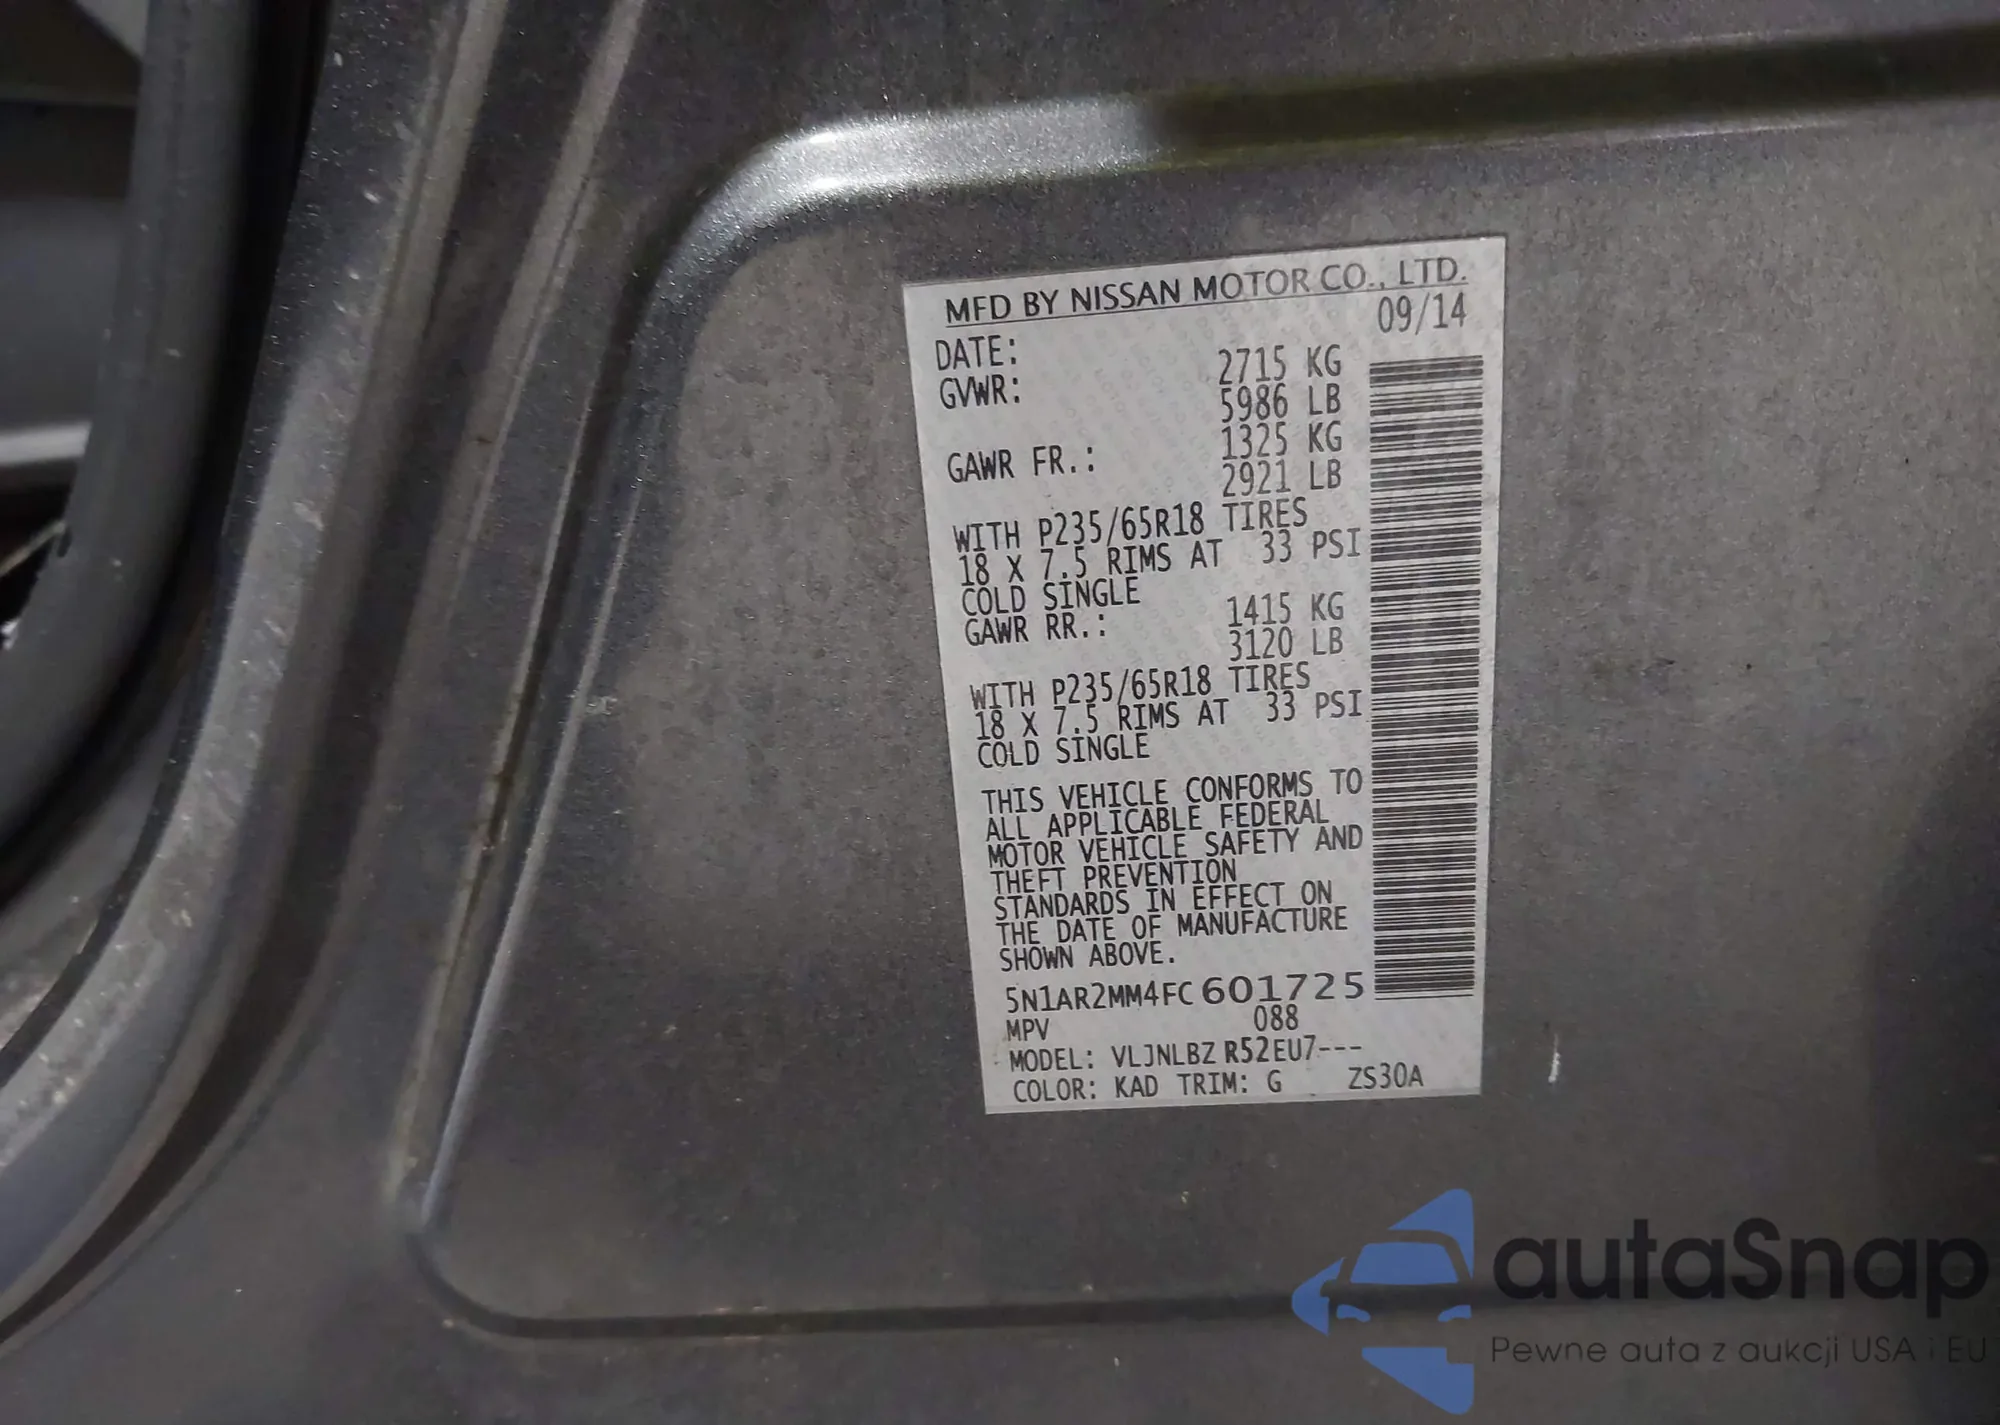 MFD BY NISSAN MOTOR CO., LTD.
DATE: 09/14
GVWR: 2715 KG
5986 LB
GAWR FR.: 1325 KG
2921 LB
WITH P235/65R18 TIRES
18 X 7.5 RIMS AT 33 PSI
COLD SINGLE
GAWR RR.: 1415 KG
3120 LB
WITH P235/65R18 TIRES
18 X 7.5 RIMS AT 33 PSI
COLD SINGLE
THIS VEHICLE CONFORMS TO
ALL APPLICABLE FEDERAL
MOTOR VEHICLE SAFETY AND
THEFT PREVENTION
STANDARDS IN EFFECT ON
THE DATE OF MANUFACTURE
SHOWN ABOVE.
5N1AR2MM4FC601725
MPV 088
MODEL: VLJNLBZ R52EU7---
COLOR: KAD TRIM: G ZS30A
autaSnap
Pewne auta z aukcji USA i EU